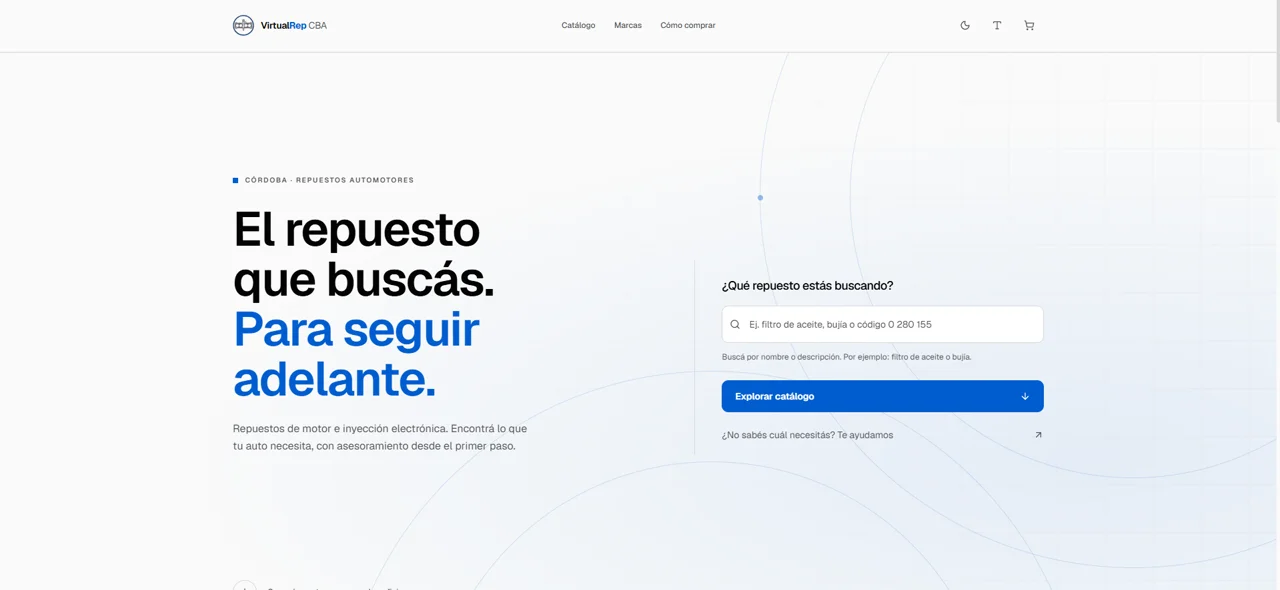 VirtualRep CBA
Catálogo
Marcas
Cómo comprar
CÓRDOBA · REPUESTOS AUTOMOTORES
El repuesto
que buscás.
Para seguir
adelante.
Repuestos de motor e inyección electrónica. Encontrá lo que
tu auto necesita, con asesoramiento desde el primer paso.
¿Qué repuesto estás buscando?
Ej. filtro de aceite, bujía o código 0 280 155
Buscá por nombre o descripción. Por ejemplo: filtro de aceite o bujía.
Explorar catálogo
¿No sabés cuál necesitás? Te ayudamos